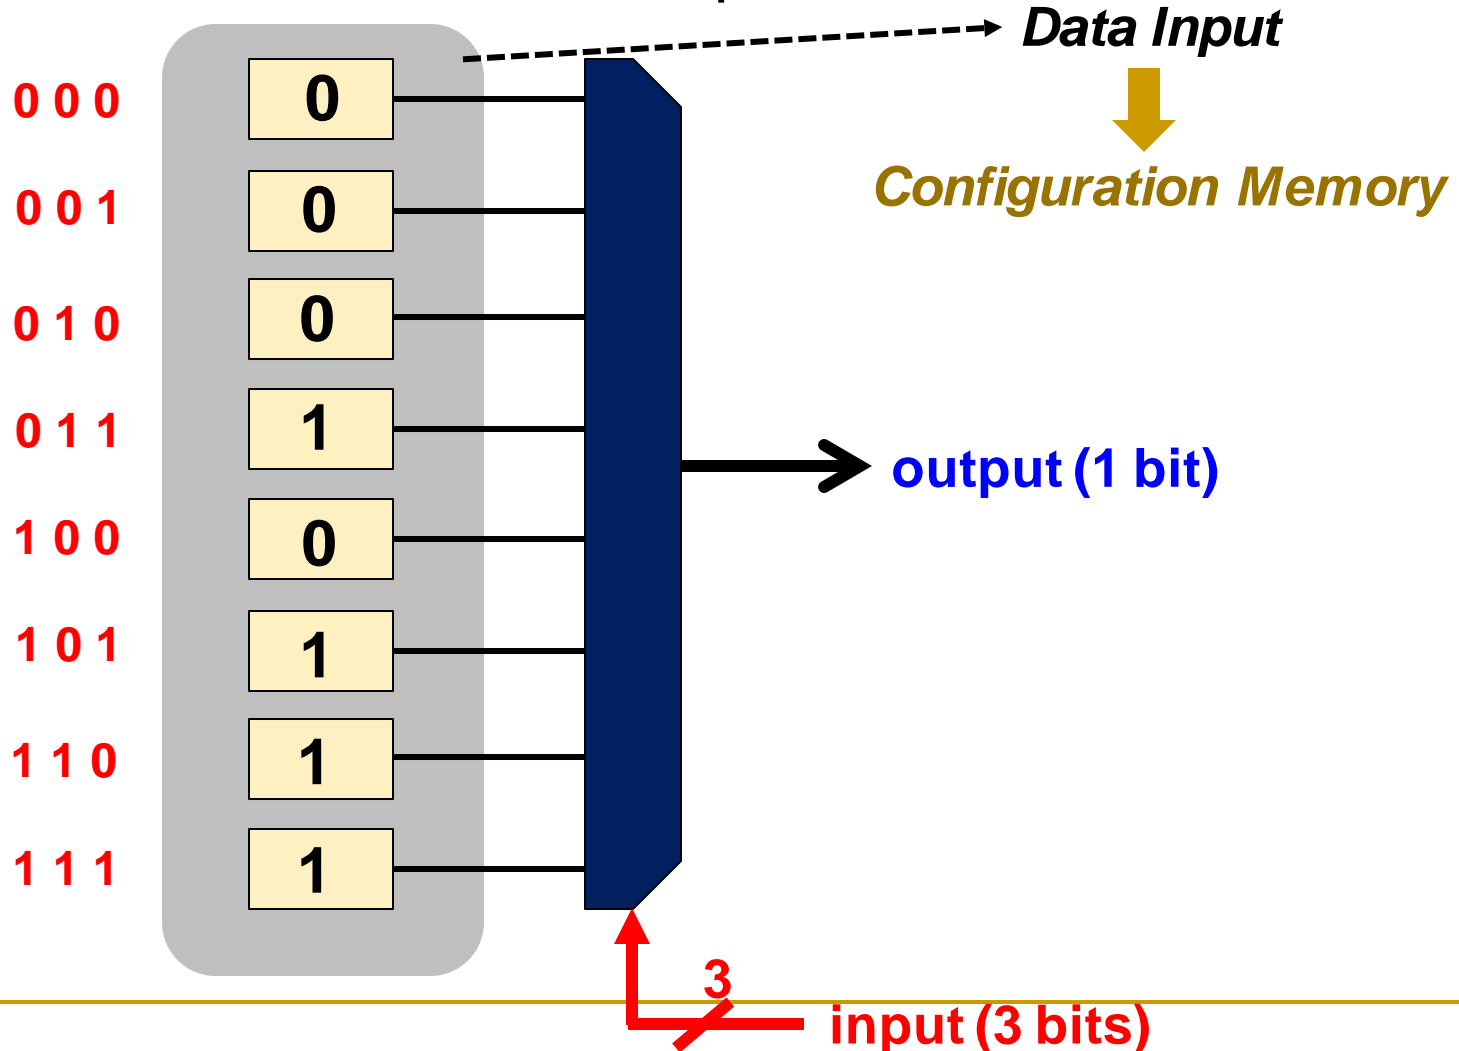 Data Input
Configuration Memory
0 0 0
0
0 0 1
0
0 1 0
0
0 1 1
1
output (1 bit)
1 0 0
0
1 0 1
1
1 1 0
1
1 1 1
1
3
input (3 bits)